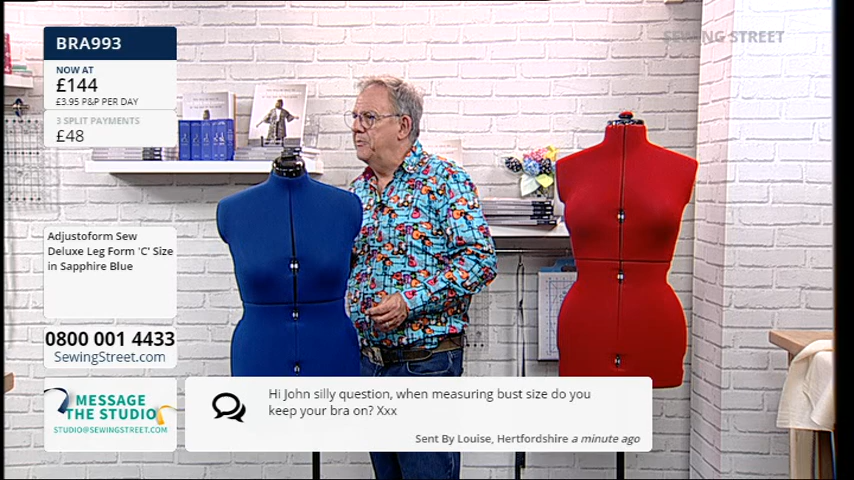 BRA993
NOW AT
£144
£3.95 P&P PER DAY
3 SPLIT PAYMENTS
£48
SEWING STREET
Adjustoform Sew
Deluxe Leg Form 'C' Size
in Sapphire Blue
0800 001 4433
SewingStreet.com
MESSAGE
THE STUDIO
STUDIO@SEWINGSTREET.COM
Hi John silly question, when measuring bust size do you
keep your bra on? Xxx
Sent By Louise, Hertfordshire a minute ago